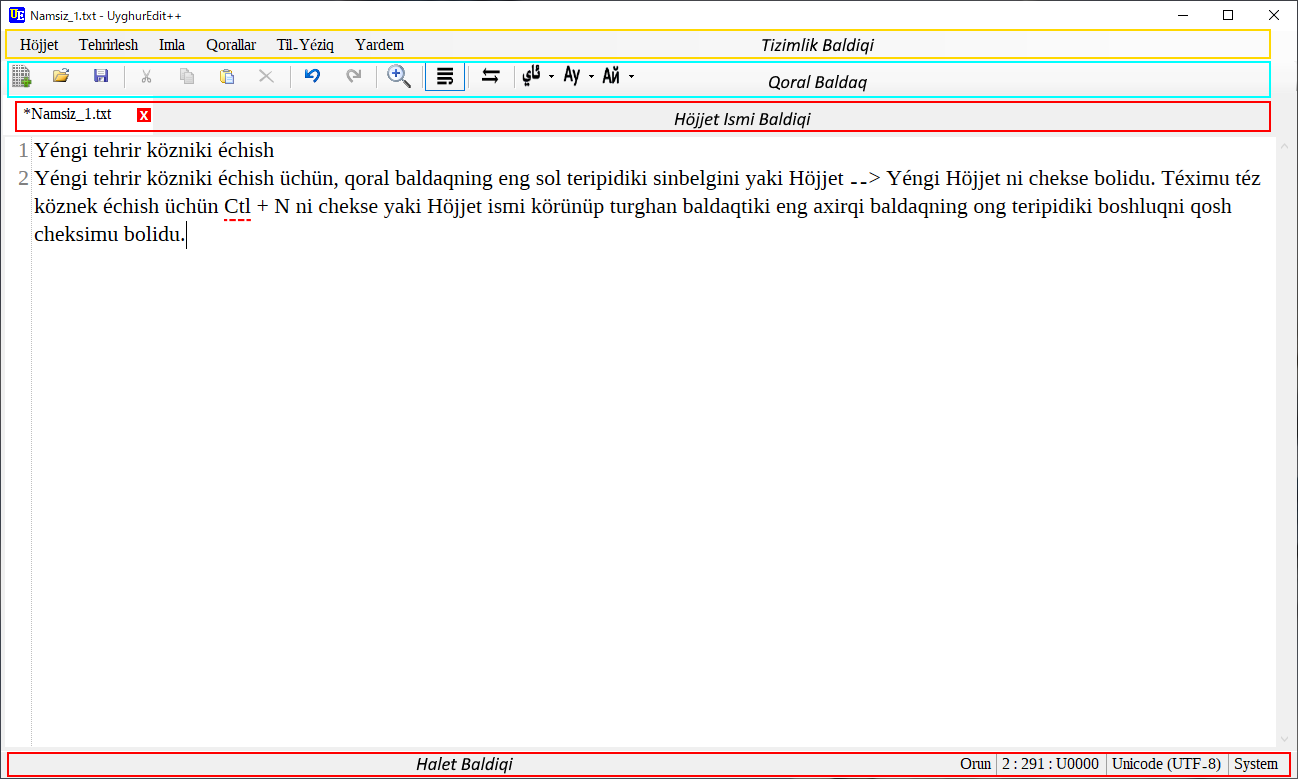 Namsiz_1.txt - UyghurEdit++
Höjjet Tehrirlesh Imla Qorallar Til-Yéziq Yardem Tizimlik Baldiqi
ئاي Ay Ай Qoral Baldaq
*Namsiz_1.txt x Höjjet Ismi Baldiqi
1 Yéngi tehrir közniki échish
2 Yéngi tehrir közniki échish üchün, qoral baldaqning eng sol teripidiki sinbelgini yaki Höjjet --> Yéngi Höjjet ni chekse bolidu. Téximu téz
köznek échish üchün Ctl + N ni chekse yaki Höjjet ismi körünüp turghan baldaqtiki eng axirqi baldaqning ong teripidiki boshluqni qosh
cheksimu bolidu.
Halet Baldiqi Orun 2 : 291 : U0000 Unicode (UTF-8) System